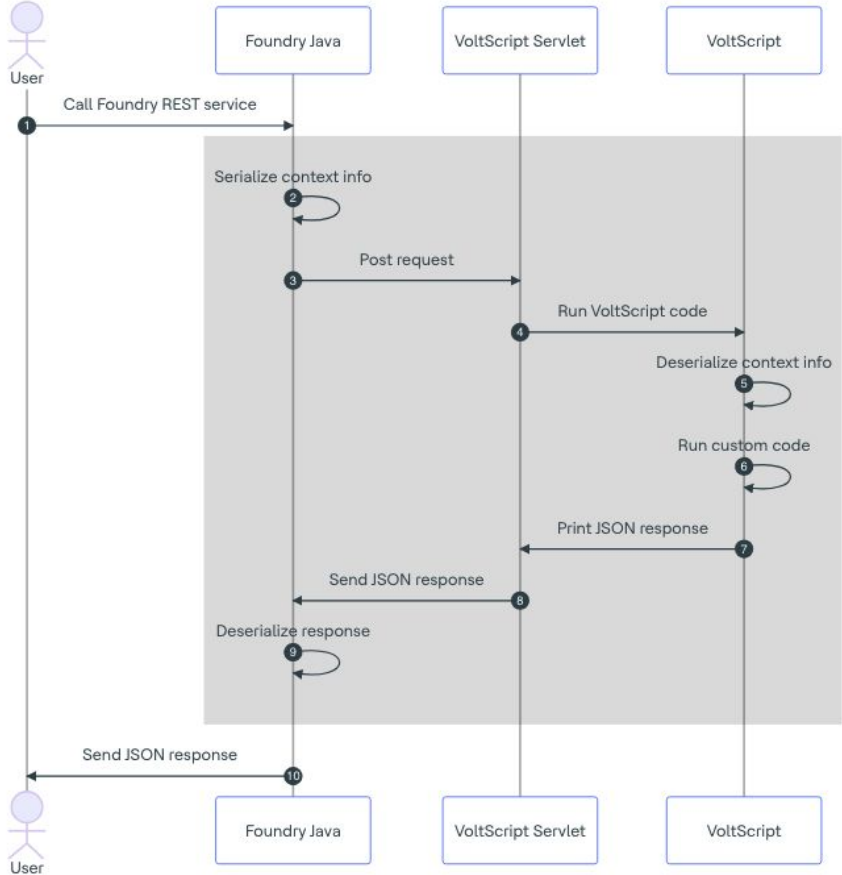 Foundry Java
VoltScript Servlet
VoltScript
User
Call Foundry REST service
1
Serialize context info
2
Post request
3
Run VoltScript code
4
Deserialize context info
5
Run custom code
6
Print JSON response
7
Send JSON response
8
Deserialize response
9
Send JSON response
10
Foundry Java
VoltScript Servlet
VoltScript
User